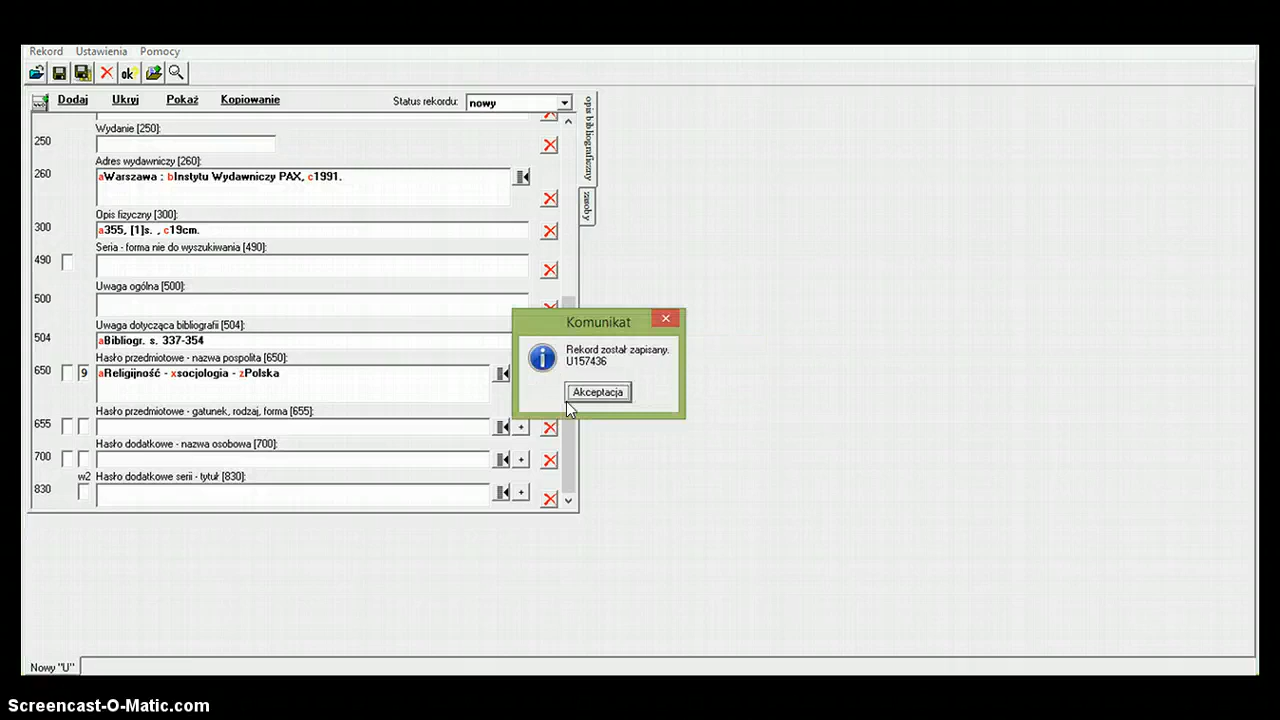 Rekord Ustawienia Pomocy
ok?
Dodaj Ukryj Pokaż Kopiowanie Status rekordu: nowy
opis bibliograficzny
zasoby
Wydanie [250]:
250
Adres wydawniczy [260]:
260 aWarszawa : bInstytu Wydawniczy PAX, c1991.
Opis fizyczny [300]:
300 a355, [1]s. , c19cm.
Seria - forma nie do wyszukiwania [490]:
490
Uwaga ogólna [500]:
500
Uwaga dotycząca bibliografii [504]:
504 aBibliogr. s. 337-354
Hasło przedmiotowe - nazwa pospolita [650]:
650 9 aReligijność - xsocjologia - zPolska
Hasło przedmiotowe - gatunek, rodzaj, forma [655]:
655 +
Hasło dodatkowe - nazwa osobowa [700]:
700 +
w2 Hasło dodatkowe serii - tytuł [830]:
830 +
Komunikat
Rekord został zapisany.
U157436
Akceptacja
Nowy "U"
Screencast-O-Matic.com